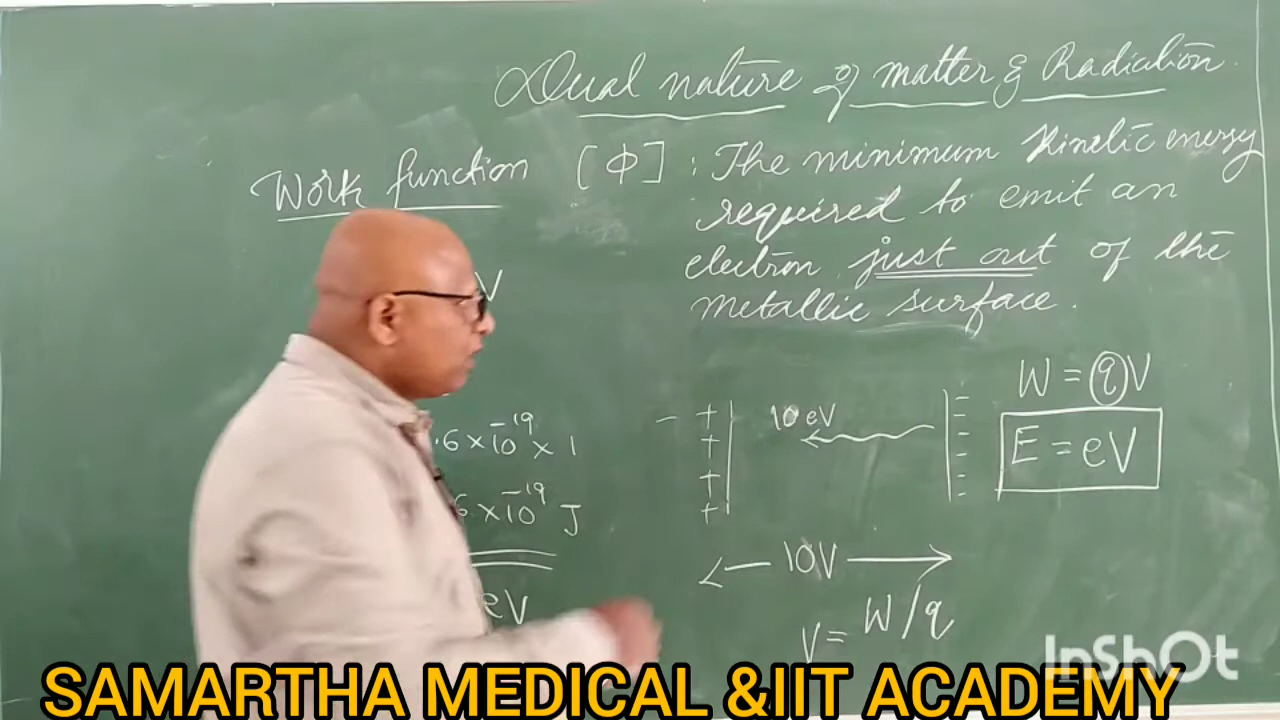 Dual nature of matter & Radiation.
Work function [Φ] : The minimum Kinetic energy
required to emit an
electron just out of the
metallic surface.
V
W = qV
E = eV
- + 10 eV -
+ -
+ -
+ -
.6 × 10⁻¹⁹ × 1
6 × 10⁻¹⁹ J
eV
10V
V = W/q
InShOt
SAMARTHA MEDICAL &IIT ACADEMY